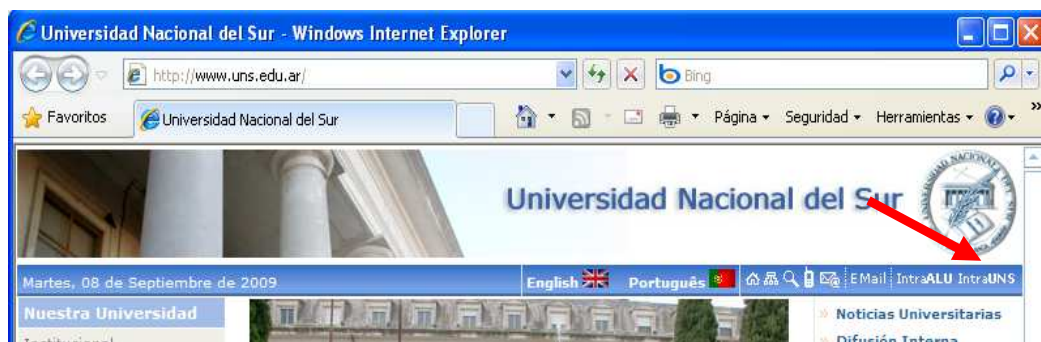 Universidad Nacional del Sur - Windows Internet Explorer
http://www.uns.edu.ar/
Bing
Favoritos
Universidad Nacional del Sur
Página
Seguridad
Herramientas
Universidad Nacional del Sur
Martes, 08 de Septiembre de 2009
English
Português
EMail
IntraALU
IntraUNS
Nuestra Universidad
» Noticias Universitarias
Institucional
» Difusión Interna